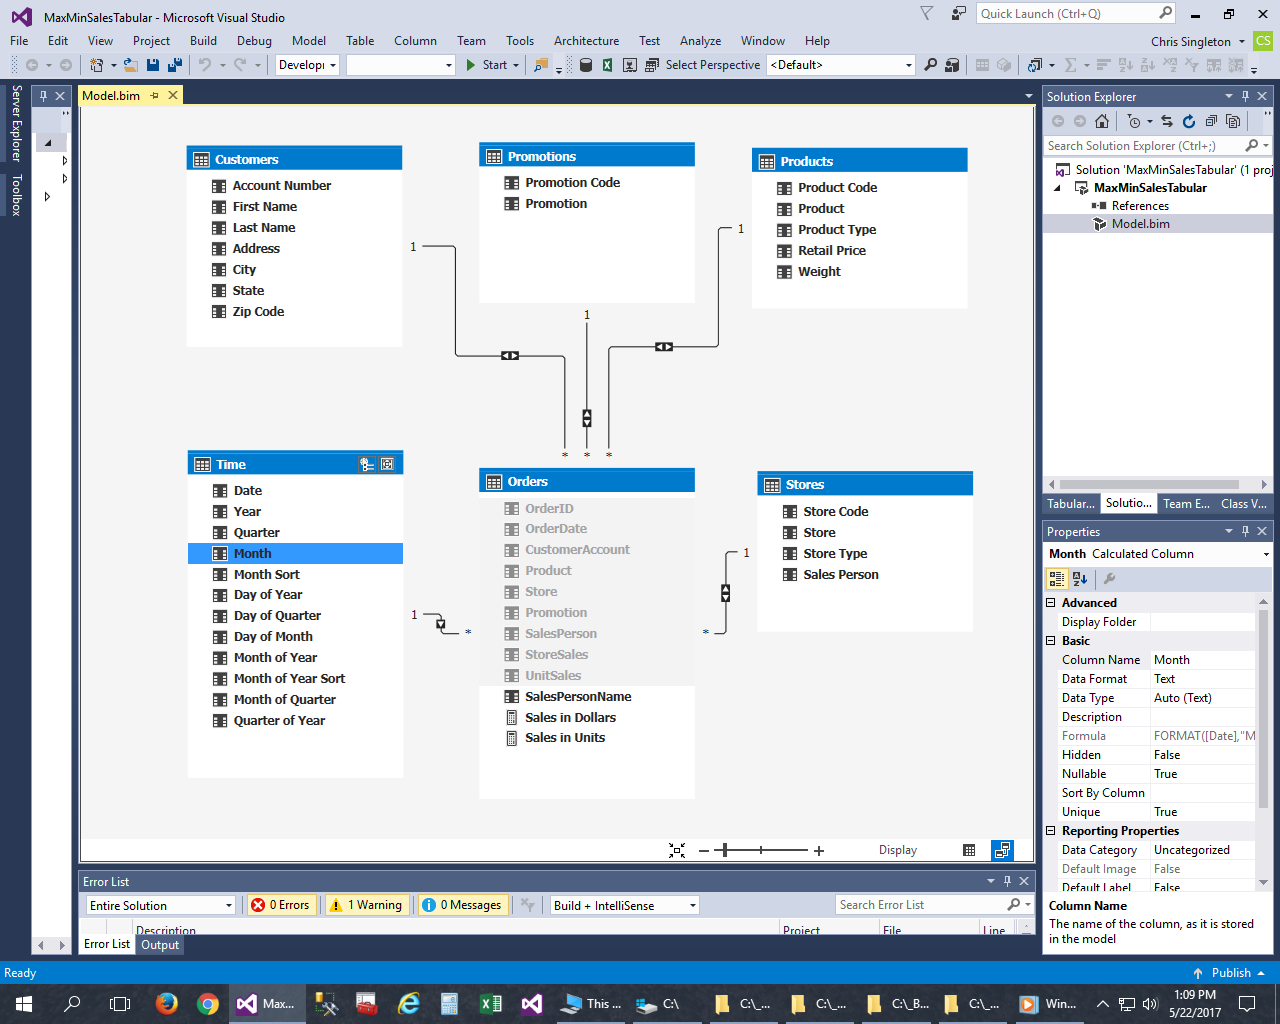 MaxMinSalesTabular - Microsoft Visual Studio
Quick Launch (Ctrl+Q)
File Edit View Project Build Debug Model Table Column Team Tools Architecture Test Analyze Window Help
Chris Singleton
CS
Developı Start Select Perspective <Default>
Server Explorer
Toolbox
Model.bim
Customers
Account Number
First Name
Last Name
Address
City
State
Zip Code
Promotions
Promotion Code
Promotion
Products
Product Code
Product
Product Type
Retail Price
Weight
1
1
1
* * *
Time
Date
Year
Quarter
Month
Month Sort
Day of Year
Day of Quarter
Day of Month
Month of Year
Month of Year Sort
Month of Quarter
Quarter of Year
1
*
Orders
OrderID
OrderDate
CustomerAccount
Product
Store
Promotion
SalesPerson
StoreSales
UnitSales
SalesPersonName
Sales in Dollars
Sales in Units
1
*
Stores
Store Code
Store
Store Type
Sales Person
Display
Solution Explorer
Search Solution Explorer (Ctrl+;)
Solution 'MaxMinSalesTabular' (1 proj
MaxMinSalesTabular
References
Model.bim
Tabular... Solutio... Team E... Class V...
Properties
Month Calculated Column
Advanced
Display Folder
Basic
Column Name Month
Data Format Text
Data Type Auto (Text)
Description
Formula FORMAT([Date],"M
Hidden False
Nullable True
Sort By Column
Unique True
Reporting Properties
Data Category Uncategorized
Default Image False
Default Label False
Column Name
The name of the column, as it is stored
in the model
Error List
Entire Solution 0 Errors 1 Warning 0 Messages Build + IntelliSense Search Error List
Description Project File Line
Error List Output
Ready
Publish
Max... This ... C:\ C:\_... C:\_... C:\_B... C:\_... Win...
1:09 PM
5/22/2017